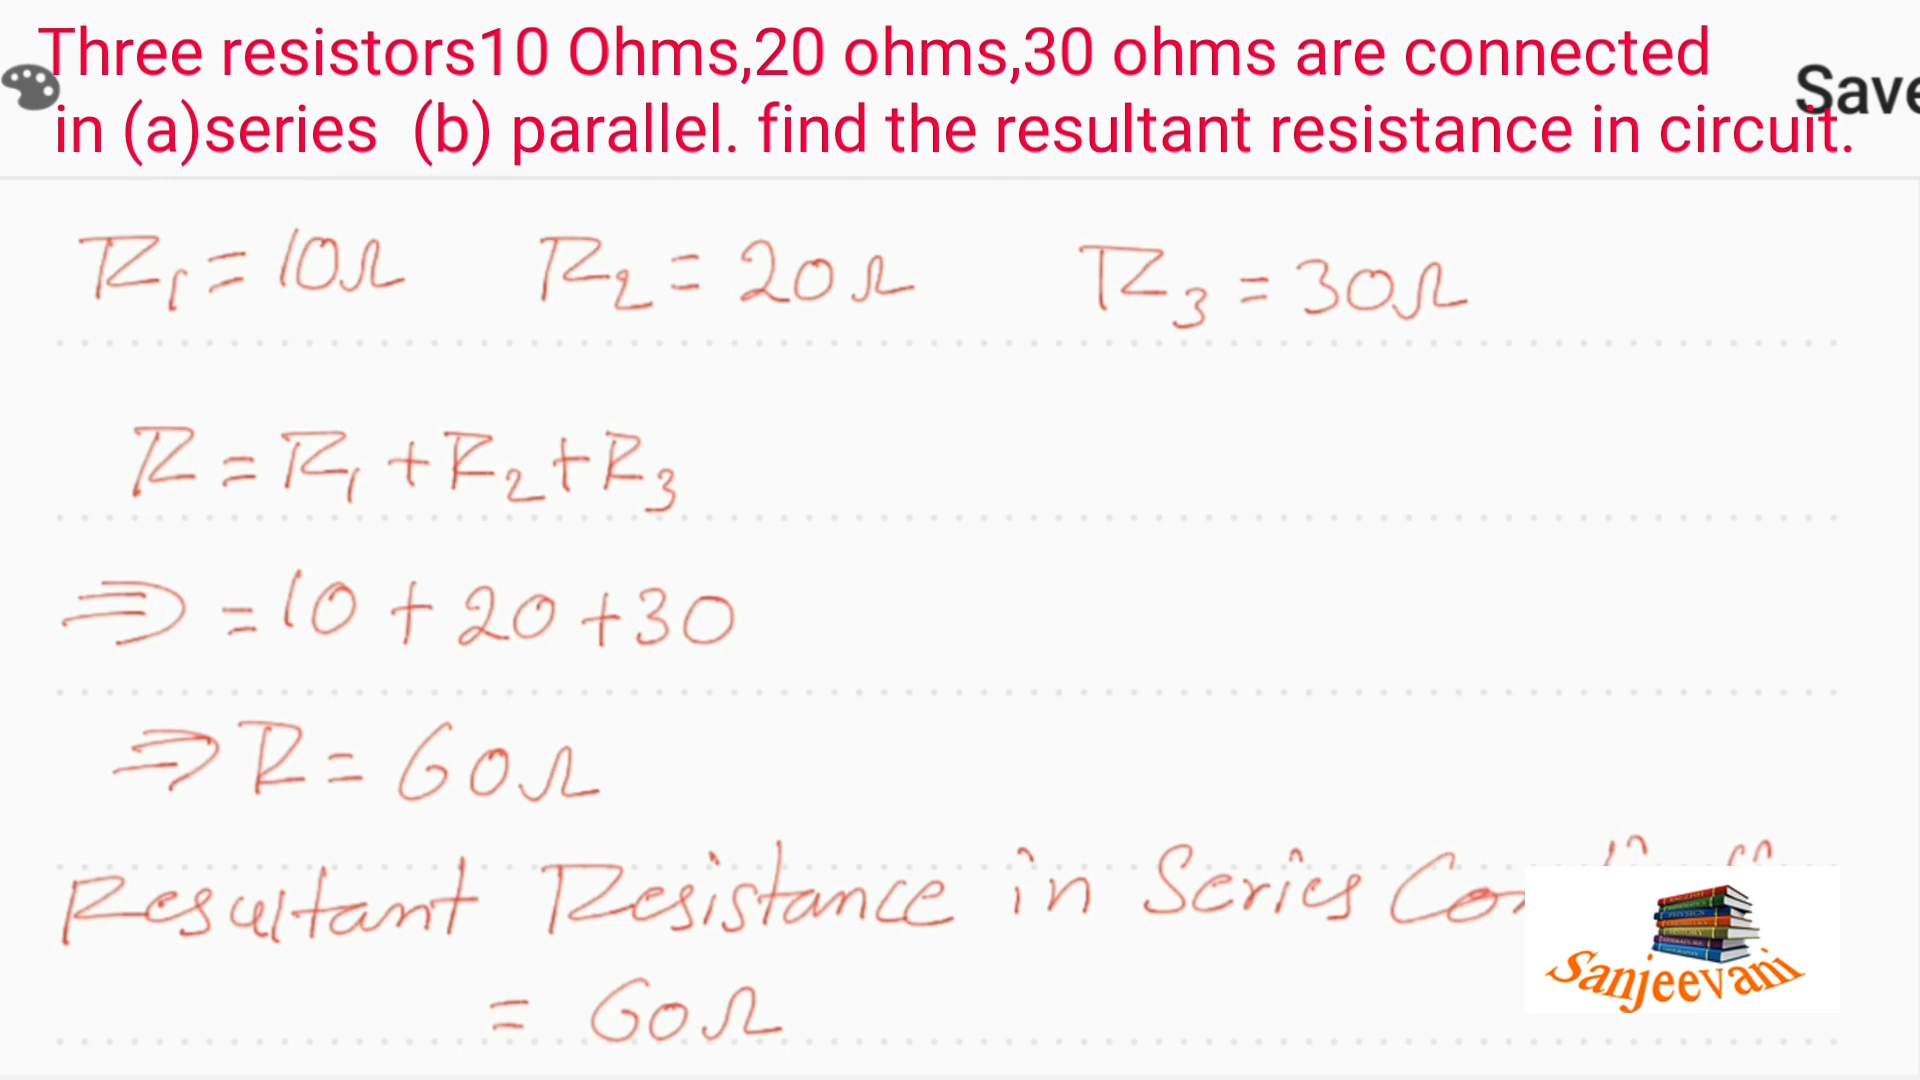 Three resistors10 Ohms,20 ohms,30 ohms are connected
Save
in (a)series (b) parallel. find the resultant resistance in circuit.
R₁ = 10Ω R₂ = 20Ω R₃ = 30Ω
R = R₁ + R₂ + R₃
⇒ = 10 + 20 + 30
⇒ R = 60Ω
Resultant Resistance in Series
= 60Ω
Sanjeevani